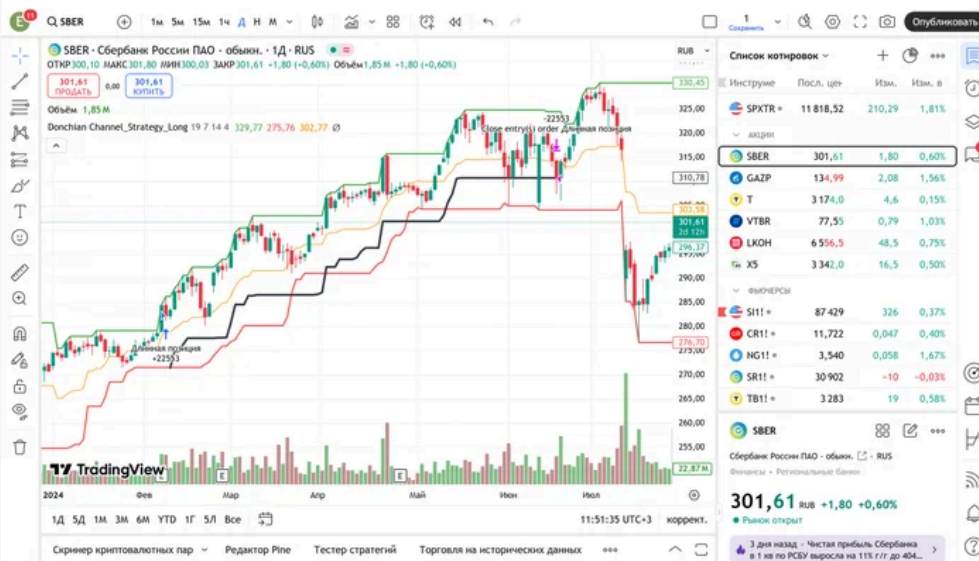 E 11
SBER
1м 5м 15м 1ч Д Н М
1
Сохранить
Опубликовать
SBER · Сбербанк России ПАО - обыкн. · 1Д · RUS
ОТКР300,10 МАКС301,80 МИН300,03 ЗАКР301,61 +1,80 (+0,60%) Объём1,85 M +1,80 (+0,60%)
301,61
ПРОДАТЬ
0,00
301,61
КУПИТЬ
Объём 1,85 M
Donchian Channel_Strategy_Long 19 7 14 4 329,77 275,76 302,77 Ø
RUB
330,45
325,00
320,00
315,00
310,78
303,58
301,61
2d 12h
296,37
295,00
290,00
285,00
280,00
276,70
275,00
270,00
265,00
260,00
255,00
22,87 M
-22553
Close entry(s) order Длинная позиция
Длинная позиция
+22553
TradingView
E
E
E
2024 Фев Мар Апр Май Июн Июл
1Д 5Д 1М 3М 6М YTD 1Г 5Л Все
11:51:35 UTC+3 коррект.
Скринер криптовалютных пар Редактор Pine Тестер стратегий Торговля на исторических данных
Список котировок
Инструме Посл. цен Изм. Изм. в
SPXTR 11 818,52 210,29 1,81%
АКЦИИ
SBER 301,61 1,80 0,60%
GAZP 134,99 2,08 1,56%
T 3 174,0 4,6 0,15%
VTBR 77,55 0,79 1,03%
LKOH 6 556,5 48,5 0,75%
X5 3 342,0 16,5 0,50%
ФЬЮЧЕРСЫ
SI1! 87 429 326 0,37%
CR1! 11,722 0,047 0,40%
NG1! 3,540 0,058 1,67%
SR1! 30 902 −10 −0,03%
TB1! 3 283 19 0,58%
SBER
Сбербанк России ПАО - обыкн. · RUS
Финансы • Региональные банки
301,61 RUB +1,80 +0,60%
Рынок открыт
3 дня назад · Чистая прибыль Сбербанка
в 1 кв по РСБУ выросла на 11% г/г до 404...